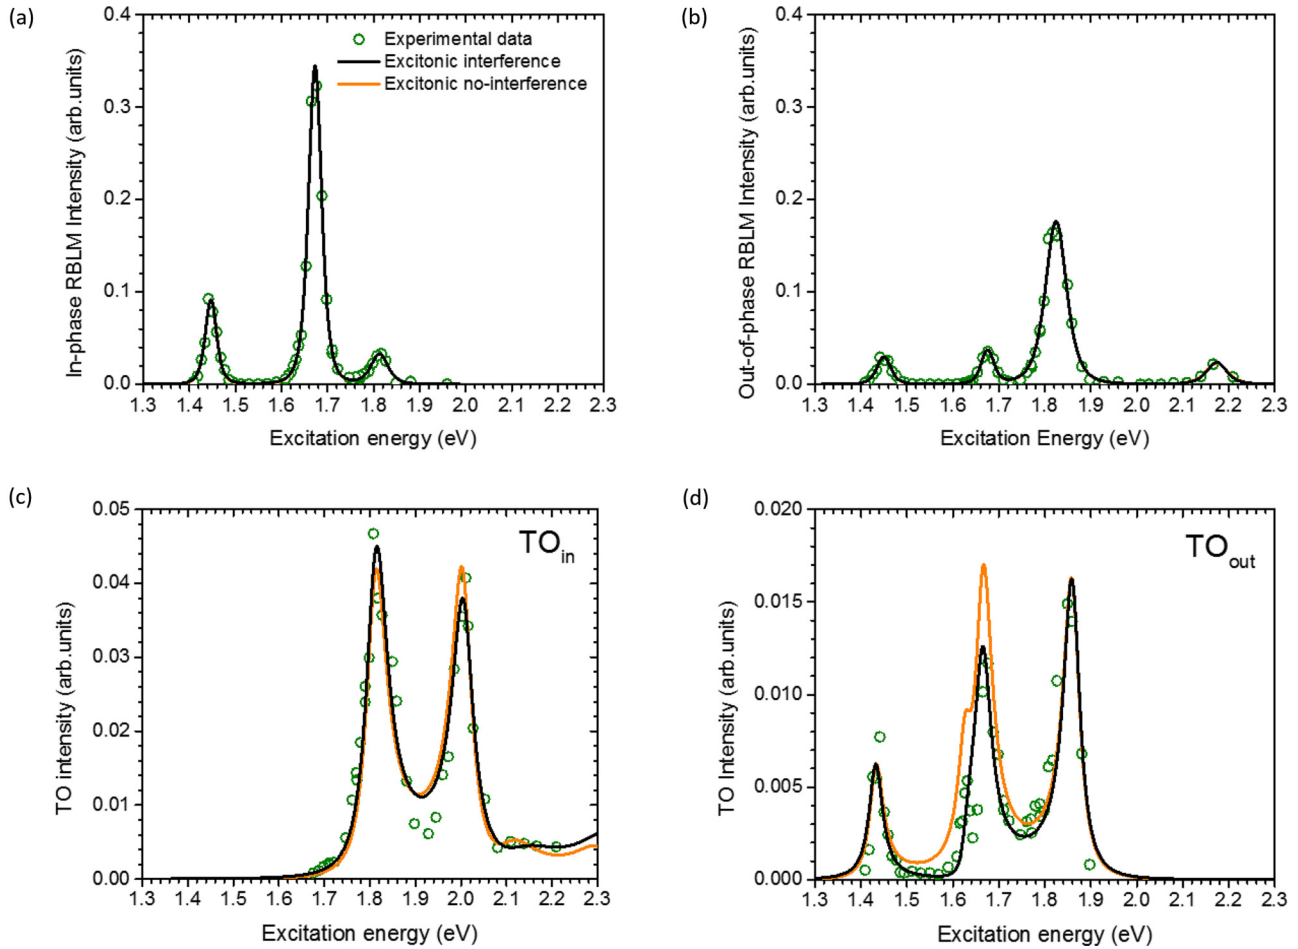 (a)
In-phase RBLM Intensity (arb.units)
0.4
0.3
0.2
0.1
0.0
Experimental data
Excitonic interference
Excitonic no-interference
1.3 1.4 1.5 1.6 1.7 1.8 1.9 2.0 2.1 2.2 2.3
Excitation energy (eV)
(b)
Out-of-phase RBLM Intensity (arb.units)
0.4
0.3
0.2
0.1
0.0
1.3 1.4 1.5 1.6 1.7 1.8 1.9 2.0 2.1 2.2 2.3
Excitation Energy (eV)
(c)
TO intensity (arb.units)
0.05
0.04
0.03
0.02
0.01
0.00
TOin
1.3 1.4 1.5 1.6 1.7 1.8 1.9 2.0 2.1 2.2 2.3
Excitation energy (eV)
(d)
TO Intensity (arb.units)
0.020
0.015
0.010
0.005
0.000
TOout
1.3 1.4 1.5 1.6 1.7 1.8 1.9 2.0 2.1 2.2 2.3
Excitation energy (eV)